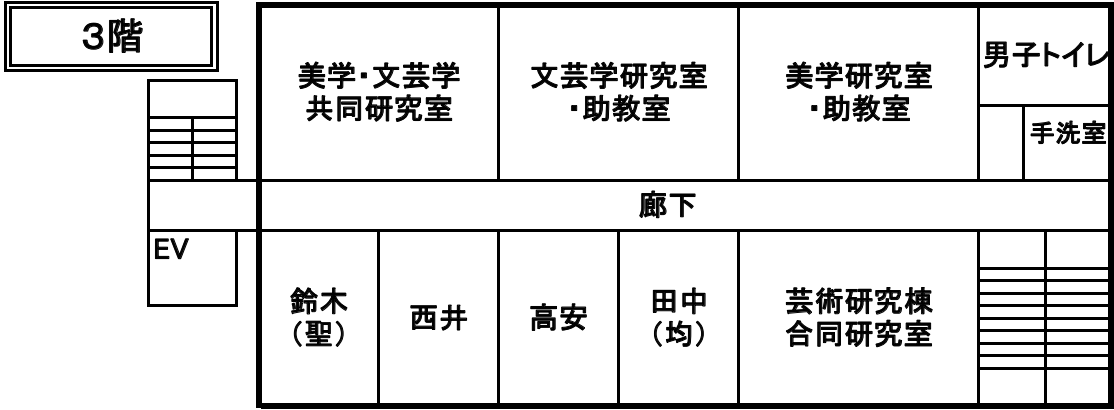 ３階
美学・文芸学
共同研究室
文芸学研究室
・助教室
美学研究室
・助教室
男子トイレ
手洗室
廊下
EV
鈴木
（聖）
西井
高安
田中
（均）
芸術研究棟
合同研究室